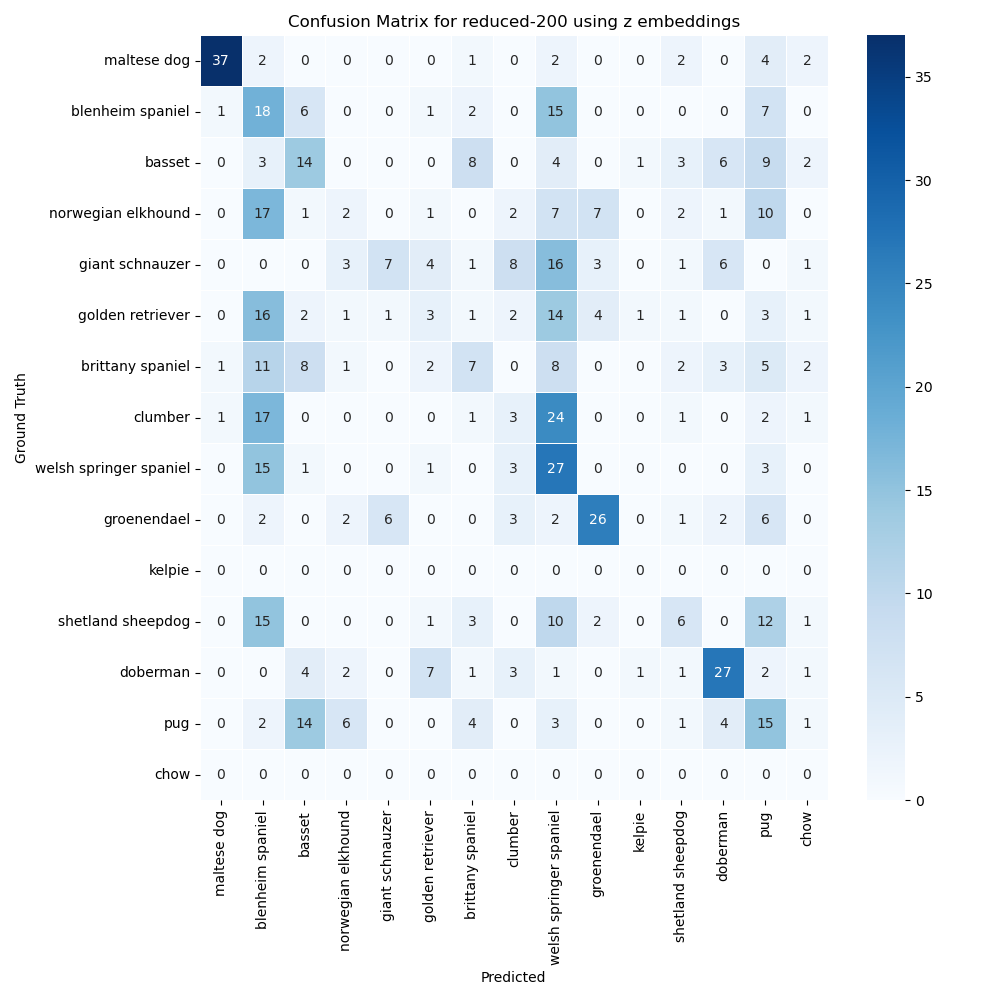 Confusion Matrix for reduced-200 using z embeddings
Ground Truth
maltese dog 37 2 0 0 0 0 1 0 2 0 0 2 0 4 2
blenheim spaniel 1 18 6 0 0 1 2 0 15 0 0 0 0 7 0
basset 0 3 14 0 0 0 8 0 4 0 1 3 6 9 2
norwegian elkhound 0 17 1 2 0 1 0 2 7 7 0 2 1 10 0
giant schnauzer 0 0 0 3 7 4 1 8 16 3 0 1 6 0 1
golden retriever 0 16 2 1 1 3 1 2 14 4 1 1 0 3 1
brittany spaniel 1 11 8 1 0 2 7 0 8 0 0 2 3 5 2
clumber 1 17 0 0 0 0 1 3 24 0 0 1 0 2 1
welsh springer spaniel 0 15 1 0 0 1 0 3 27 0 0 0 0 3 0
groenendael 0 2 0 2 6 0 0 3 2 26 0 1 2 6 0
kelpie 0 0 0 0 0 0 0 0 0 0 0 0 0 0 0
shetland sheepdog 0 15 0 0 0 1 3 0 10 2 0 6 0 12 1
doberman 0 0 4 2 0 7 1 3 1 0 1 1 27 2 1
pug 0 2 14 6 0 0 4 0 3 0 0 1 4 15 1
chow 0 0 0 0 0 0 0 0 0 0 0 0 0 0 0
maltese dog
blenheim spaniel
basset
norwegian elkhound
giant schnauzer
golden retriever
brittany spaniel
clumber
welsh springer spaniel
groenendael
kelpie
shetland sheepdog
doberman
pug
chow
Predicted
35
30
25
20
15
10
5
0